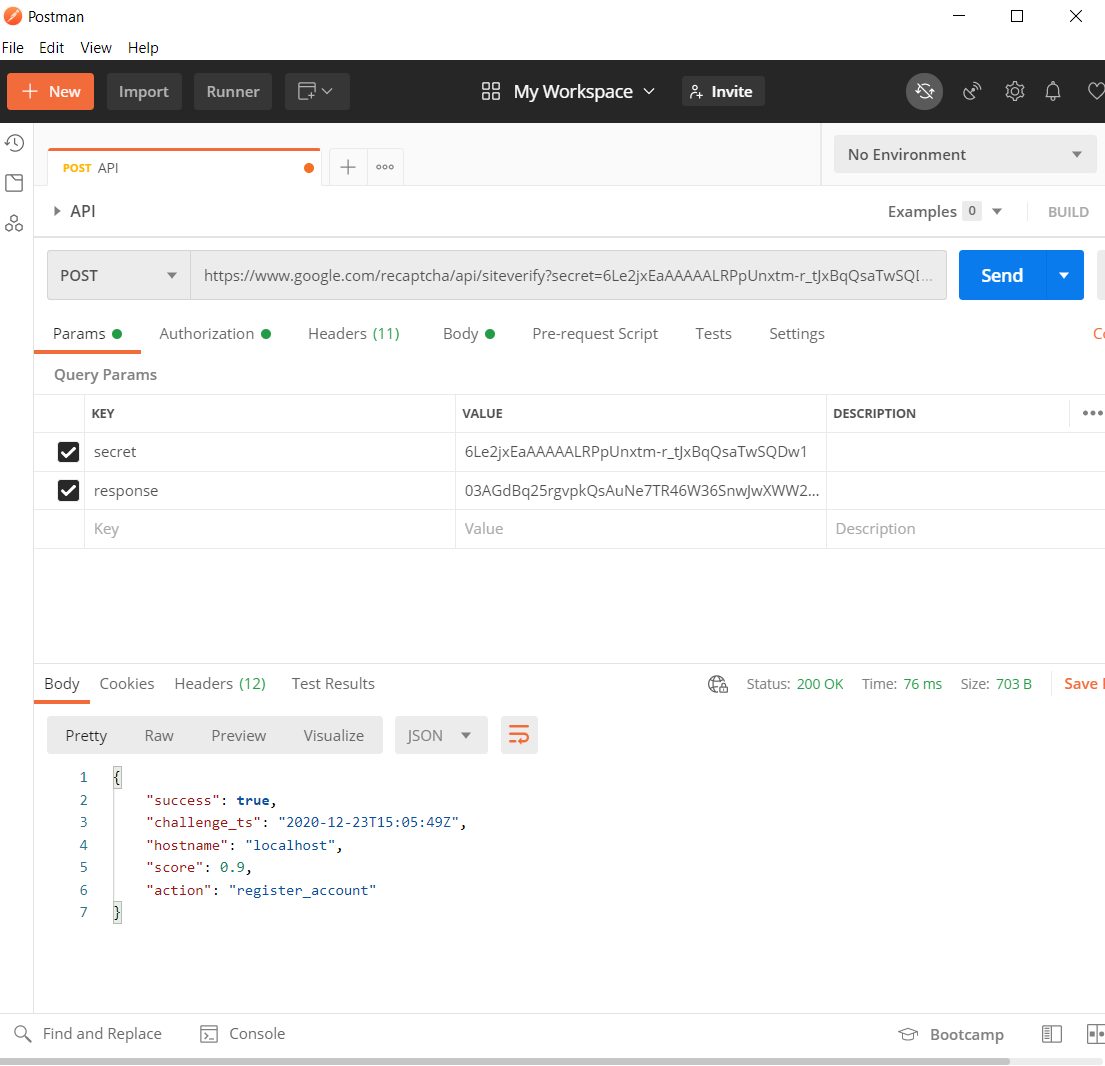 Postman
File Edit View Help
New Import Runner My Workspace Invite
POST API No Environment
API Examples 0 BUILD
POST https://www.google.com/recaptcha/api/siteverify?secret=6Le2jxEaAAAAALRPpUnxtm-r_tJxBqQsaTwSQ[... Send
Params Authorization Headers (11) Body Pre-request Script Tests Settings
Query Params
KEY VALUE DESCRIPTION
secret 6Le2jxEaAAAAALRPpUnxtm-r_tJxBqQsaTwSQDw1
response 03AGdBq25rgvpkQsAuNe7TR46W36SnwJwXWW2...
Key Value Description
Body Cookies Headers (12) Test Results Status: 200 OK Time: 76 ms Size: 703 B Save
Pretty Raw Preview Visualize JSON
1 {
2 "success": true,
3 "challenge_ts": "2020-12-23T15:05:49Z",
4 "hostname": "localhost",
5 "score": 0.9,
6 "action": "register_account"
7 }
Find and Replace Console Bootcamp